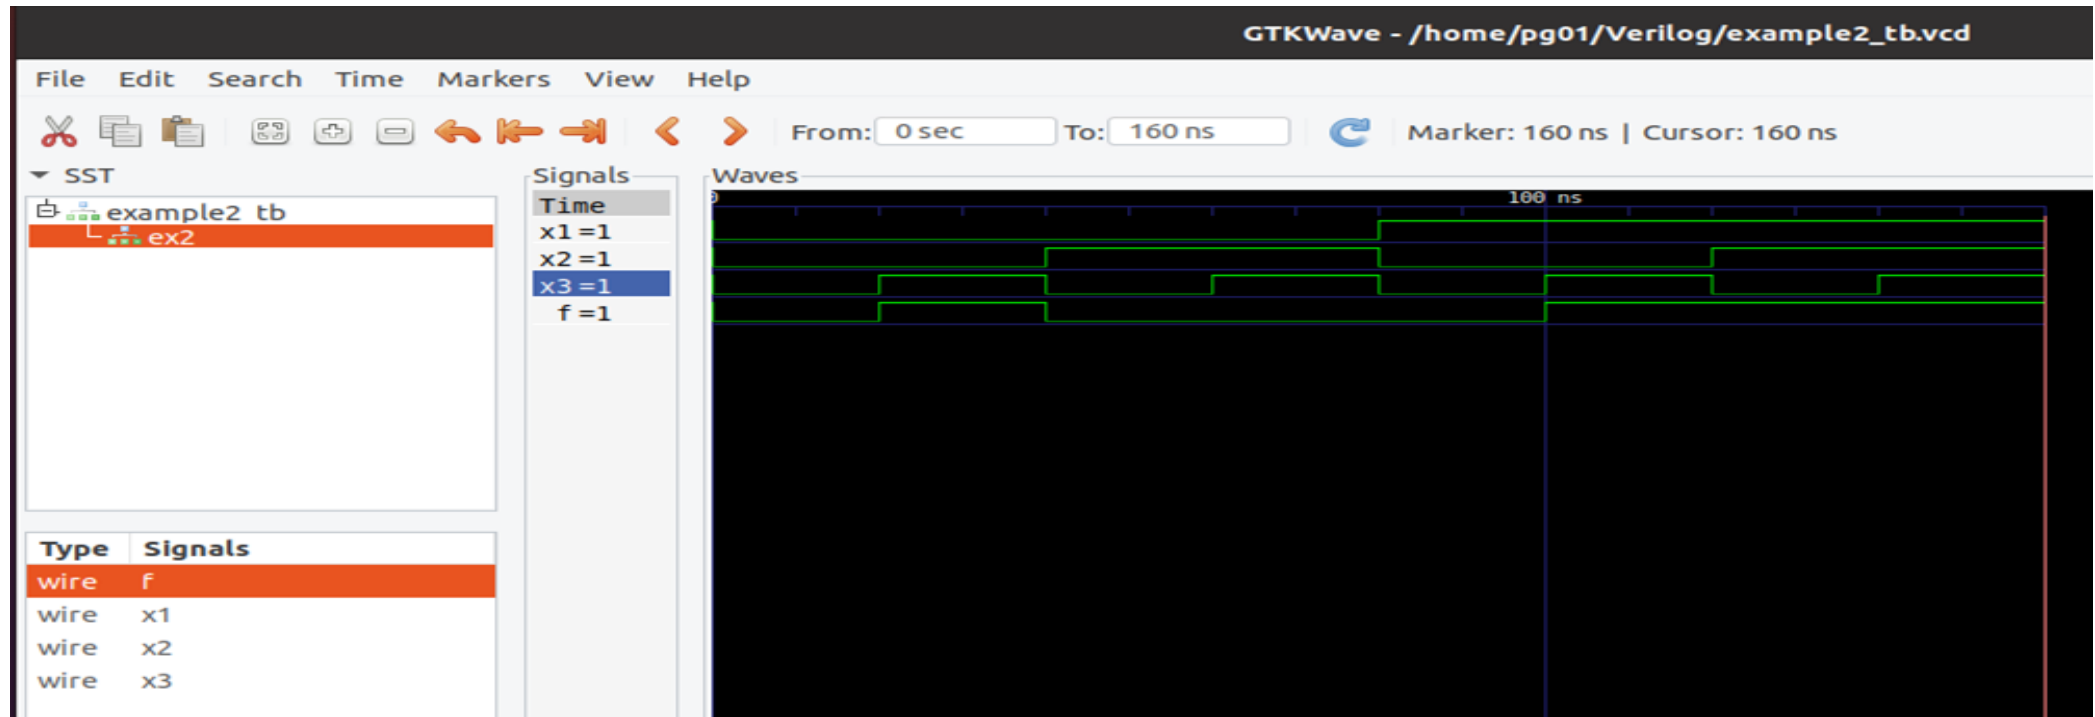 GTKWave - /home/pg01/Verilog/example2_tb.vcd
File Edit Search Time Markers View Help
From: 0 sec To: 160 ns Marker: 160 ns | Cursor: 160 ns
SST
example2_tb
ex2
Type Signals
wire f
wire x1
wire x2
wire x3
Signals
Time
x1 =1
x2 =1
x3 =1
f =1
Waves
0 100 ns